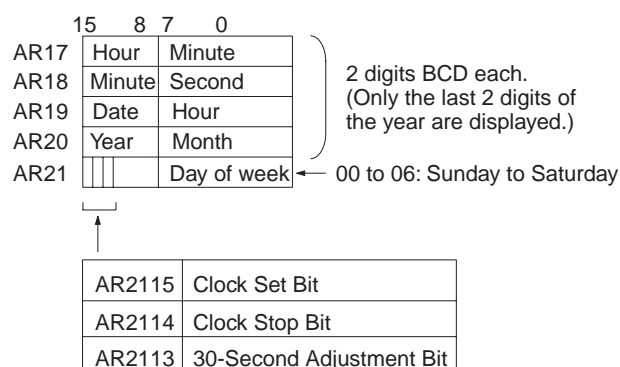 15 8 7 0
AR17 Hour Minute
AR18 Minute Second
AR19 Date Hour
AR20 Year Month
AR21 Day of week
2 digits BCD each.
(Only the last 2 digits of
the year are displayed.)
00 to 06: Sunday to Saturday
AR2115 Clock Set Bit
AR2114 Clock Stop Bit
AR2113 30-Second Adjustment Bit